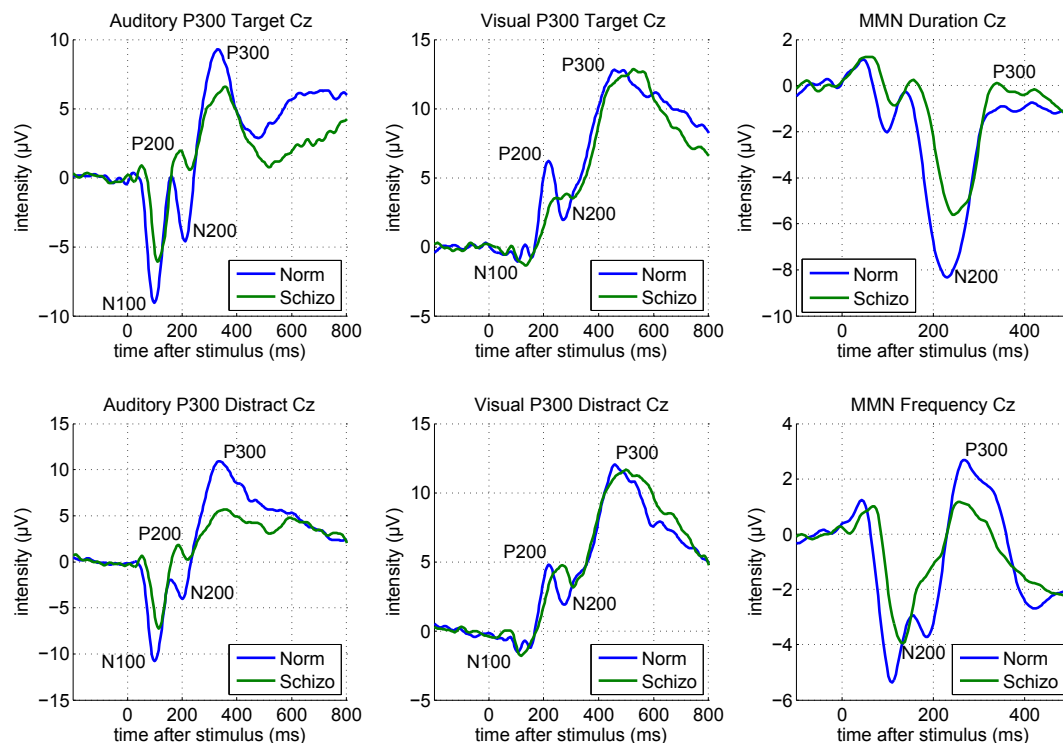 Auditory P300 Target Cz
10
5
0
−5
−10
intensity (µV)
0 200 400 600 800
time after stimulus (ms)
P300
P200
N200
N100
Norm
Schizo
Visual P300 Target Cz
15
10
5
0
−5
intensity (µV)
0 200 400 600 800
time after stimulus (ms)
P300
P200
N200
N100
Norm
Schizo
MMN Duration Cz
2
0
−2
−4
−6
−8
−10
intensity (µV)
0 200 400
time after stimulus (ms)
P300
N200
Norm
Schizo
Auditory P300 Distract Cz
15
10
5
0
−5
−10
−15
intensity (µV)
0 200 400 600 800
time after stimulus (ms)
P300
P200
N200
N100
Norm
Schizo
Visual P300 Distract Cz
15
10
5
0
−5
intensity (µV)
0 200 400 600 800
time after stimulus (ms)
P300
P200
N200
N100
Norm
Schizo
MMN Frequency Cz
4
2
0
−2
−4
−6
intensity (µV)
0 200 400
time after stimulus (ms)
P300
N200
Norm
Schizo